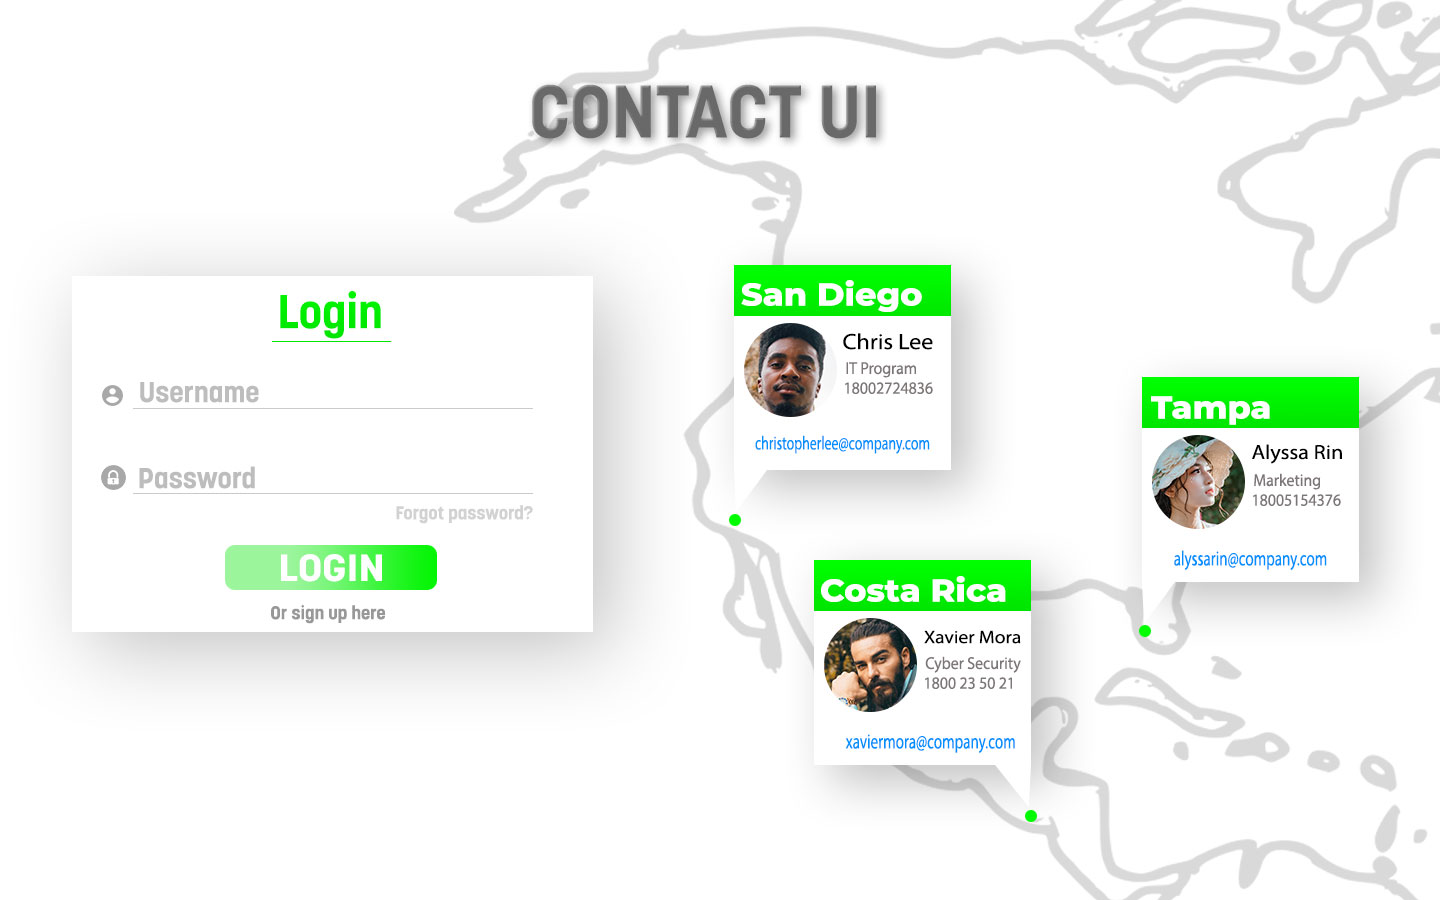 CONTACT UI
Login
Username
Password
Forgot password?
LOGIN
Or sign up here
San Diego
Chris Lee
IT Program
18002724836
christopherlee@company.com
Tampa
Alyssa Rin
Marketing
18005154376
alyssarin@company.com
Costa Rica
Xavier Mora
Cyber Security
1800 23 50 21
xaviermora@company.com